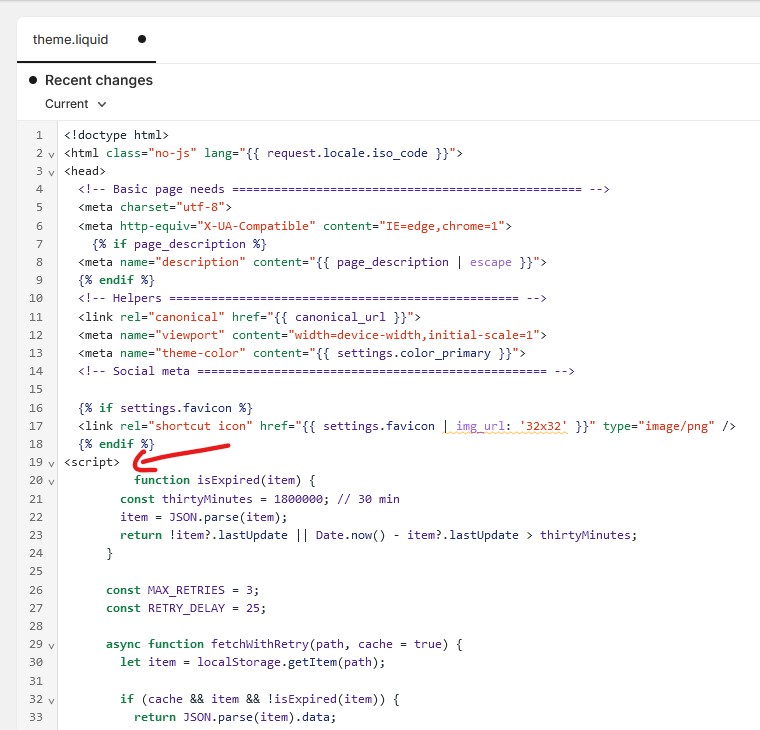 theme.liquid
Recent changes
Current
1 <!doctype html>
2 <html class="no-js" lang="{{ request.locale.iso_code }}">
3 <head>
4 <!-- Basic page needs ================================================== -->
5 <meta charset="utf-8">
6 <meta http-equiv="X-UA-Compatible" content="IE=edge,chrome=1">
7 {% if page_description %}
8 <meta name="description" content="{{ page_description | escape }}">
9 {% endif %}
10 <!-- Helpers ================================================== -->
11 <link rel="canonical" href="{{ canonical_url }}">
12 <meta name="viewport" content="width=device-width,initial-scale=1">
13 <meta name="theme-color" content="{{ settings.color_primary }}">
14 <!-- Social meta ================================================== -->
15
16 {% if settings.favicon %}
17 <link rel="shortcut icon" href="{{ settings.favicon | img_url: '32x32' }}" type="image/png" />
18 {% endif %}
19 <script>
20 function isExpired(item) {
21 const thirtyMinutes = 1800000; // 30 min
22 item = JSON.parse(item);
23 return !item?.lastUpdate || Date.now() - item?.lastUpdate > thirtyMinutes;
24 }
25
26 const MAX_RETRIES = 3;
27 const RETRY_DELAY = 25;
28
29 async function fetchWithRetry(path, cache = true) {
30 let item = localStorage.getItem(path);
31
32 if (cache && item && !isExpired(item)) {
33 return JSON.parse(item).data;